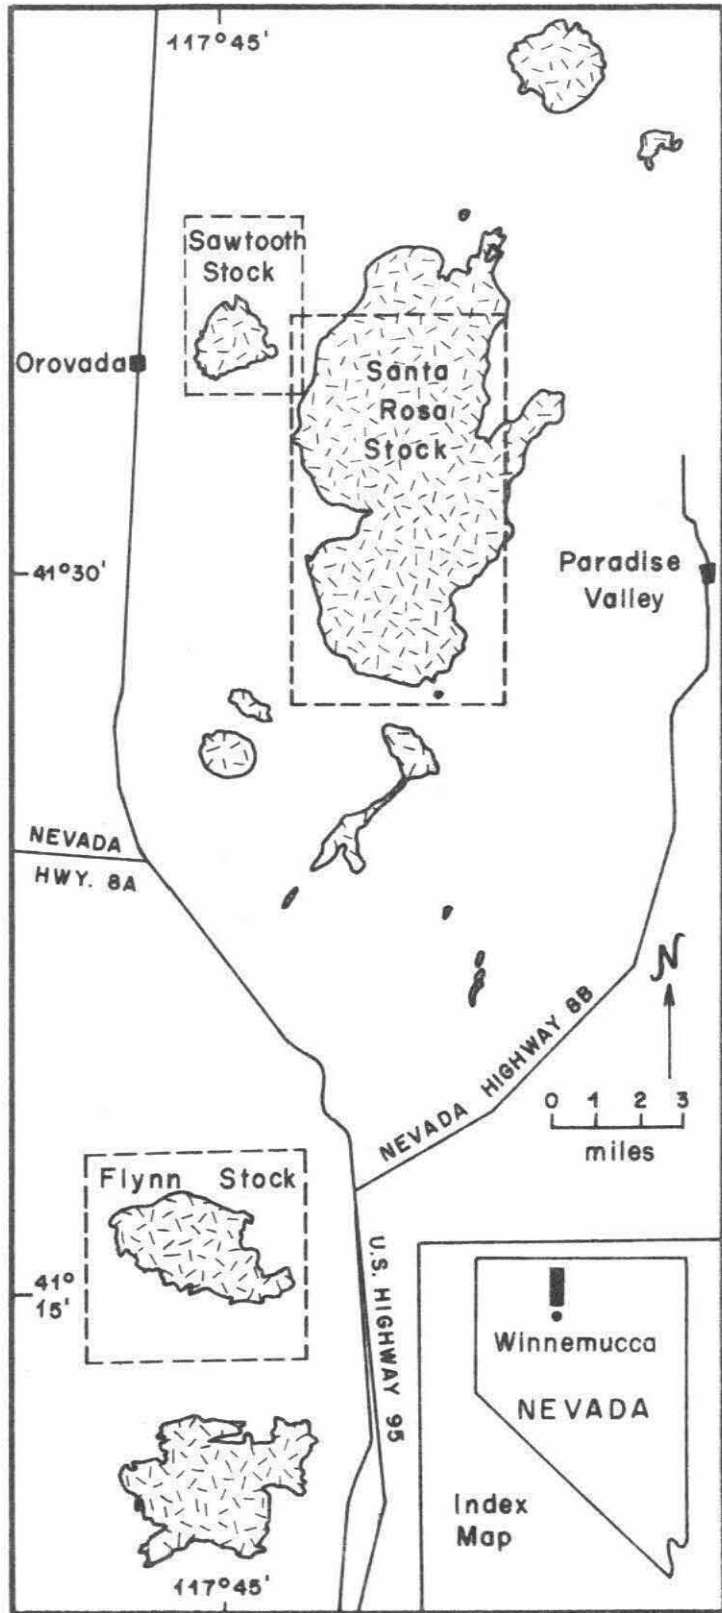 117°45'
Sawtooth
Stock
Orovada
Santa
Rosa
Stock
41°30'
Paradise
Valley
NEVADA
HWY. 8A
N
NEVADA HIGHWAY 8B
0 1 2 3
miles
Flynn Stock
41°
15'
U.S. HIGHWAY 95
Winnemucca
NEVADA
Index
Map
117°45'